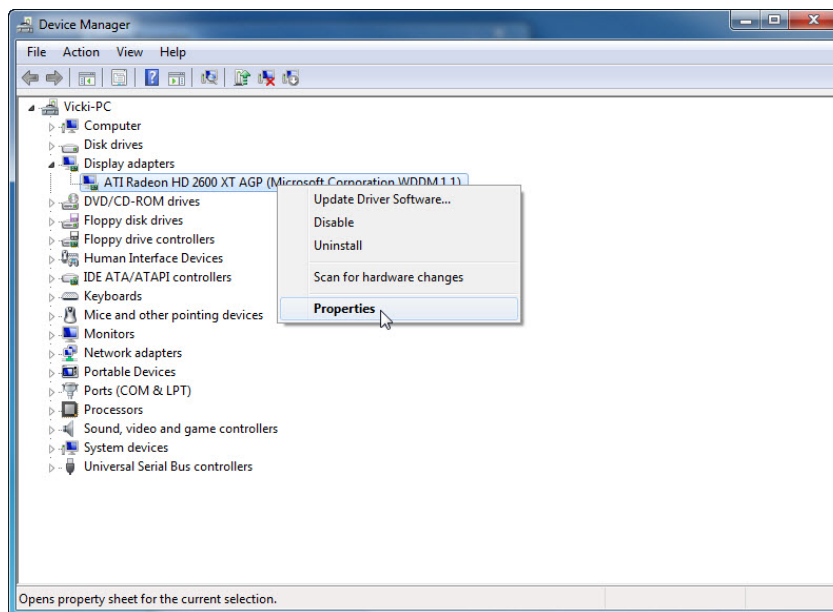 Device Manager
File Action View Help
Vicki-PC
Computer
Disk drives
Display adapters
ATI Radeon HD 2600 XT AGP (Microsoft Corporation WDDM 1.1)
DVD/CD-ROM drives
Floppy disk drives
Floppy drive controllers
Human Interface Devices
IDE ATA/ATAPI controllers
Keyboards
Mice and other pointing devices
Monitors
Network adapters
Portable Devices
Ports (COM & LPT)
Processors
Sound, video and game controllers
System devices
Universal Serial Bus controllers
Update Driver Software...
Disable
Uninstall
Scan for hardware changes
Properties
Opens property sheet for the current selection.